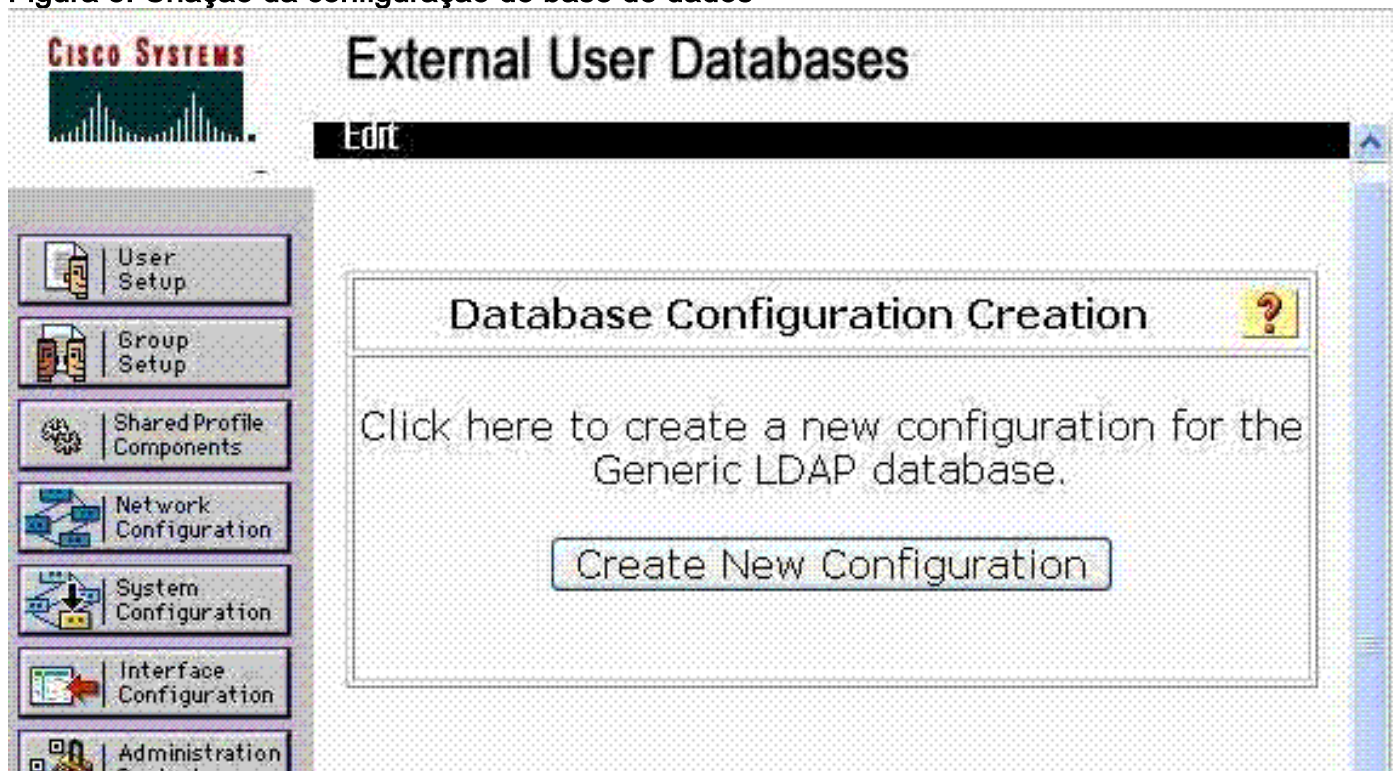 CISCO SYSTEMS
External User Databases
Edit
User
Setup
Group
Setup
Shared Profile
Components
Network
Configuration
System
Configuration
Interface
Configuration
Administration
Database Configuration Creation
?
Click here to create a new configuration for the
Generic LDAP database.
Create New Configuration